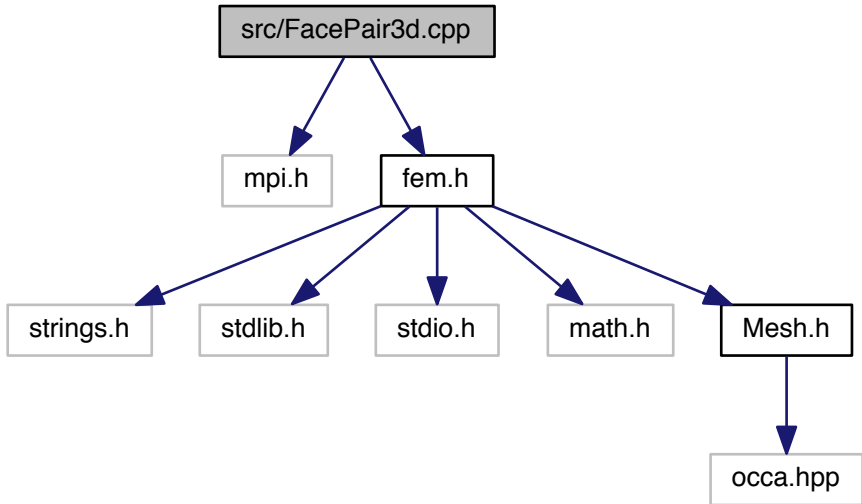 src/FacePair3d.cpp
mpi.h
fem.h
strings.h
stdlib.h
stdio.h
math.h
Mesh.h
occa.hpp